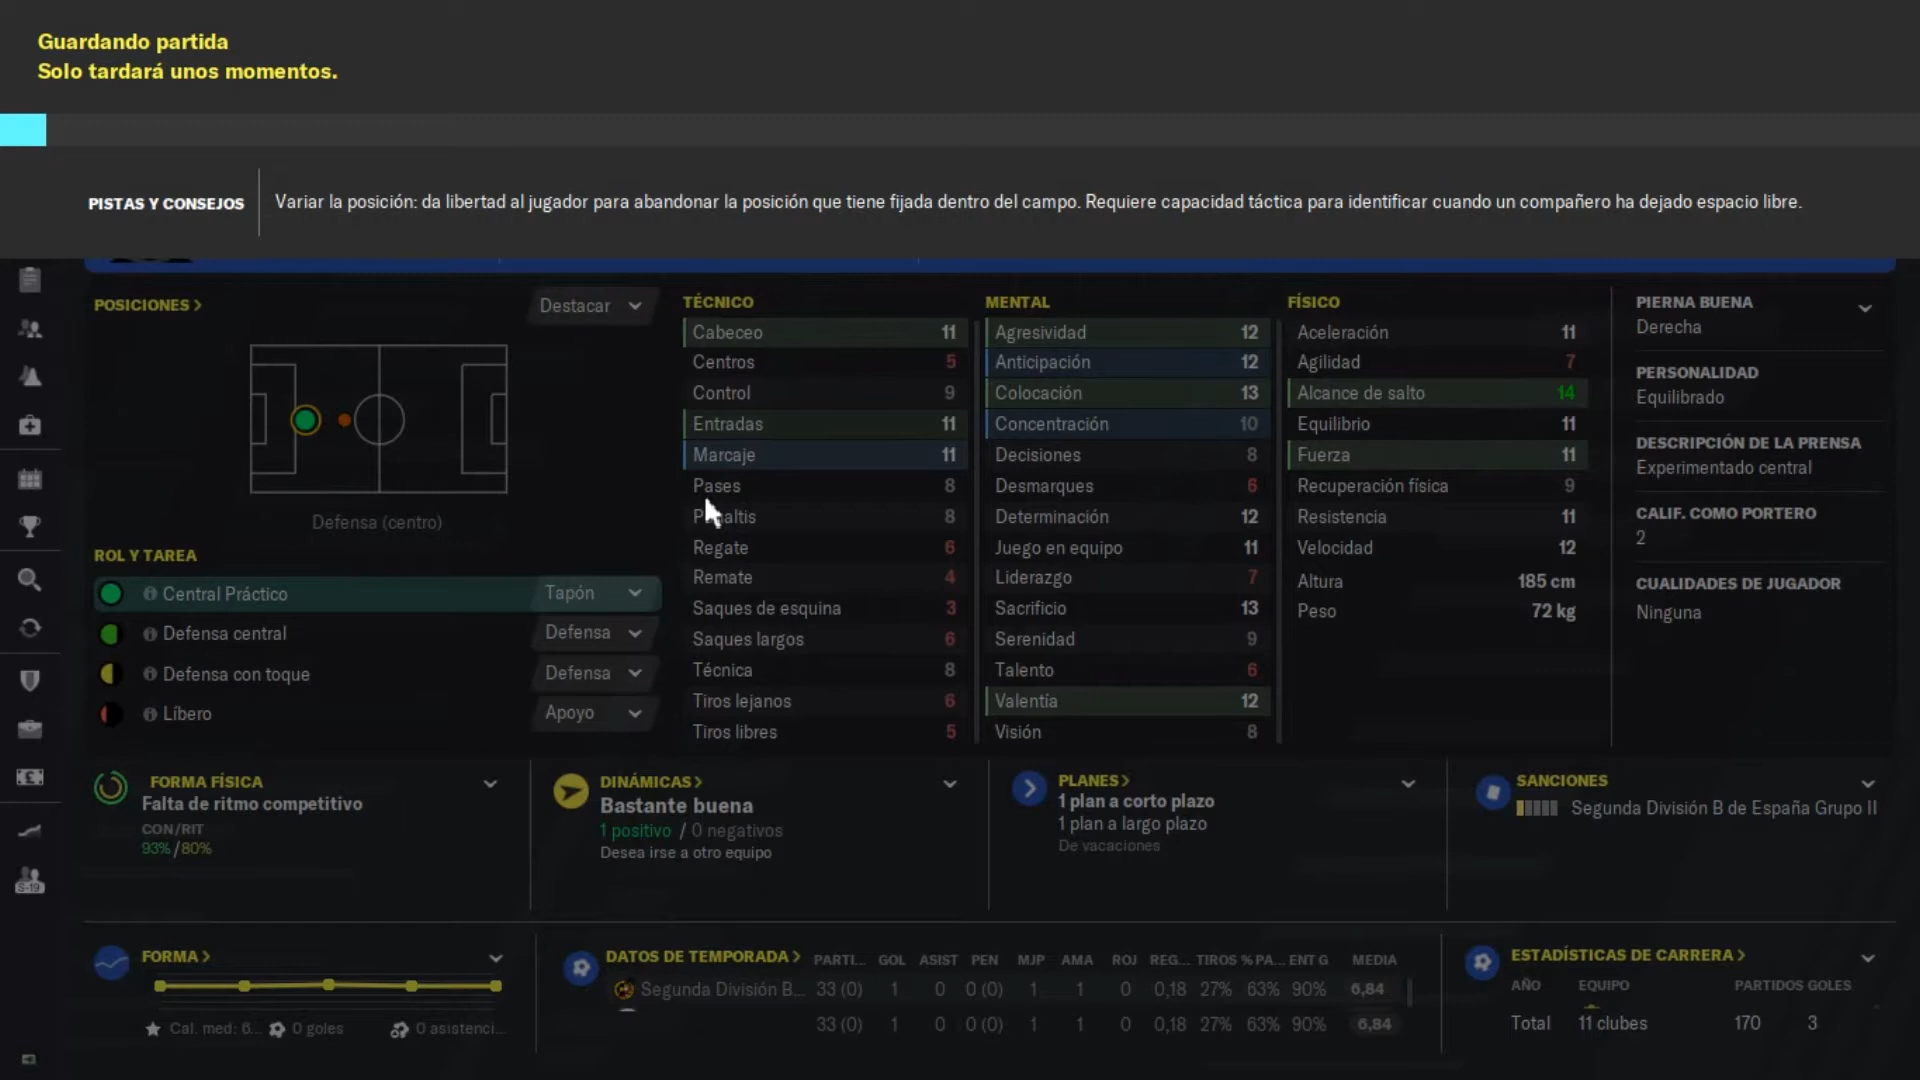 Guardando partida
Solo tardará unos momentos.
PISTAS Y CONSEJOS
Variar la posición: da libertad al jugador para abandonar la posición que tiene fijada dentro del campo. Requiere capacidad táctica para identificar cuando un compañero ha dejado espacio libre.
POSICIONES >
Destacar
Defensa (centro)
ROL Y TAREA
Central Práctico Tapón
Defensa central Defensa
Defensa con toque Defensa
Líbero Apoyo
TÉCNICO
Cabeceo 11
Centros 5
Control 9
Entradas 11
Marcaje 11
Pases 8
Penaltis 8
Regate 6
Remate 4
Saques de esquina 3
Saques largos 6
Técnica 8
Tiros lejanos 6
Tiros libres 5
MENTAL
Agresividad 12
Anticipación 12
Colocación 13
Concentración 10
Decisiones 8
Desmarques 6
Determinación 12
Juego en equipo 11
Liderazgo 7
Sacrificio 13
Serenidad 9
Talento 6
Valentía 12
Visión 8
FÍSICO
Aceleración 11
Agilidad 7
Alcance de salto 14
Equilibrio 11
Fuerza 11
Recuperación física 9
Resistencia 11
Velocidad 12
Altura 185 cm
Peso 72 kg
PIERNA BUENA
Derecha
PERSONALIDAD
Equilibrado
DESCRIPCIÓN DE LA PRENSA
Experimentado central
CALIF. COMO PORTERO
2
CUALIDADES DE JUGADOR
Ninguna
S-19
FORMA FÍSICA
Falta de ritmo competitivo
CON/RIT
93%/80%
DINÁMICAS >
Bastante buena
1 positivo / 0 negativos
Desea irse a otro equipo
PLANES >
1 plan a corto plazo
1 plan a largo plazo
De vacaciones
SANCIONES
Segunda División B de España Grupo II
FORMA >
Cal. med: 6... 0 goles 0 asistenci...
DATOS DE TEMPORADA > PARTI... GOL ASIST PEN MJP AMA ROJ REG... TIROS %PA... ENT G MEDIA
Segunda División B... 33 (0) 1 0 0 (0) 1 1 0 0,18 27% 63% 90% 6,84
33 (0) 1 0 0 (0) 1 1 0 0,18 27% 63% 90% 6,84
ESTADÍSTICAS DE CARRERA >
AÑO EQUIPO PARTIDOS GOLES
Total 11 clubes 170 3